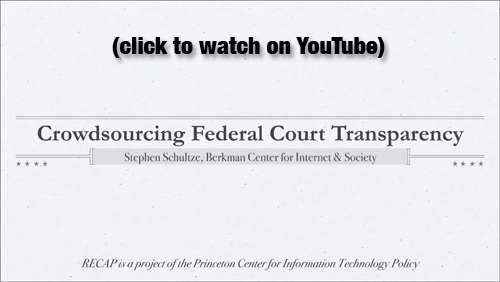 (click to watch on YouTube)
Crowdsourcing Federal Court Transparency
Stephen Schultze, Berkman Center for Internet & Society
RECAP is a project of the Princeton Center for Information Technology Policy